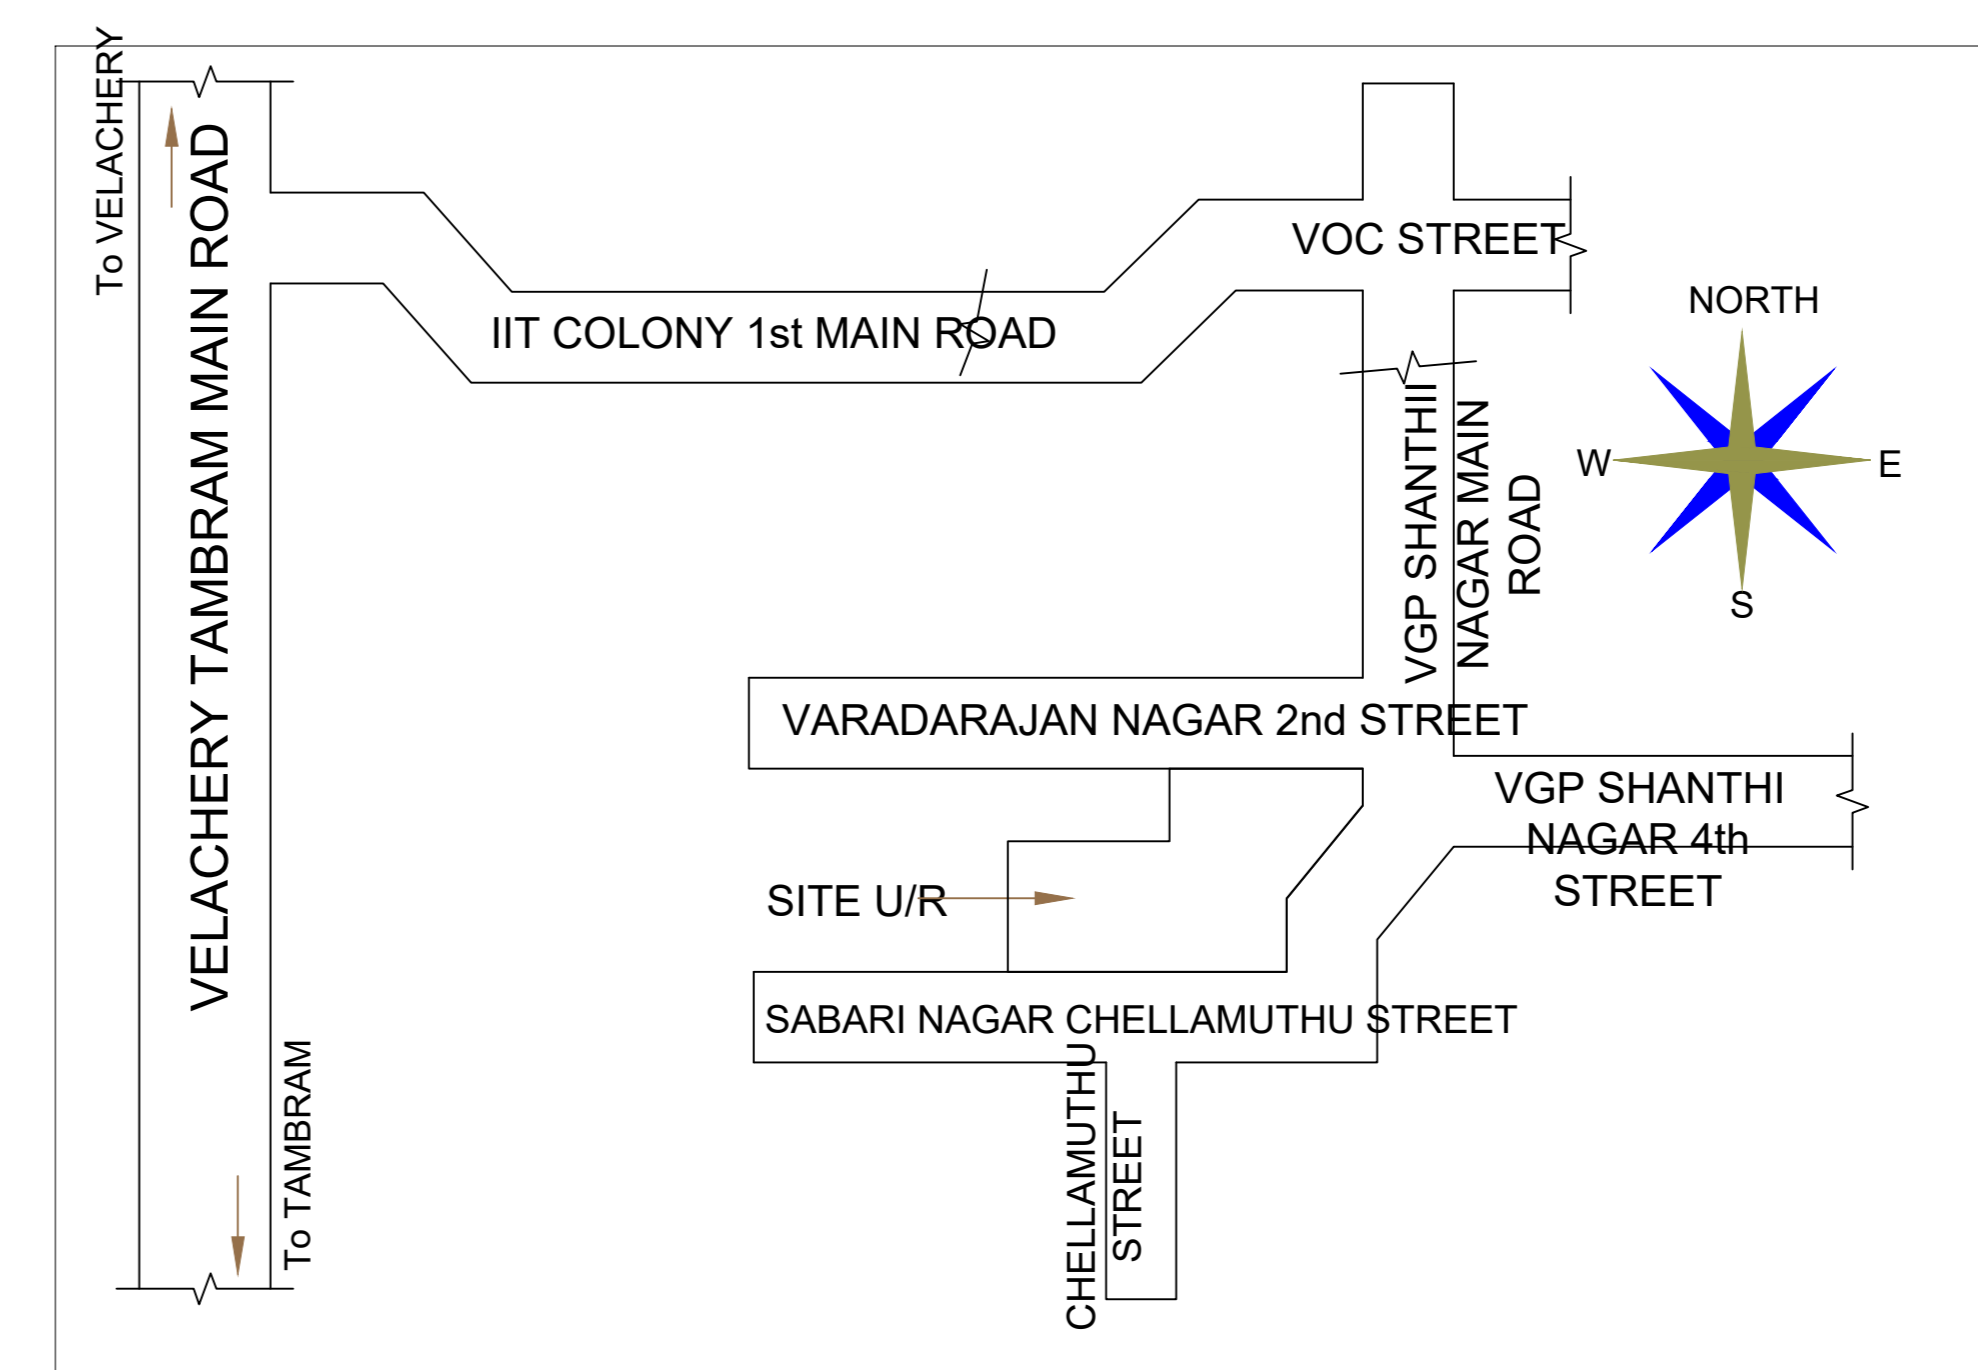 To VELACHERY
VELACHERY TAMBRAM MAIN ROAD
To TAMBRAM
IIT COLONY 1st MAIN ROAD
VOC STREET
NORTH
W
E
S
VGP SHANTHII
NAGAR MAIN
ROAD
VARADARAJAN NAGAR 2nd STREET
VGP SHANTHI
NAGAR 4th
STREET
SITE U/R
SABARI NAGAR CHELLAMUTHU STREET
CHELLAMUTHU
STREET